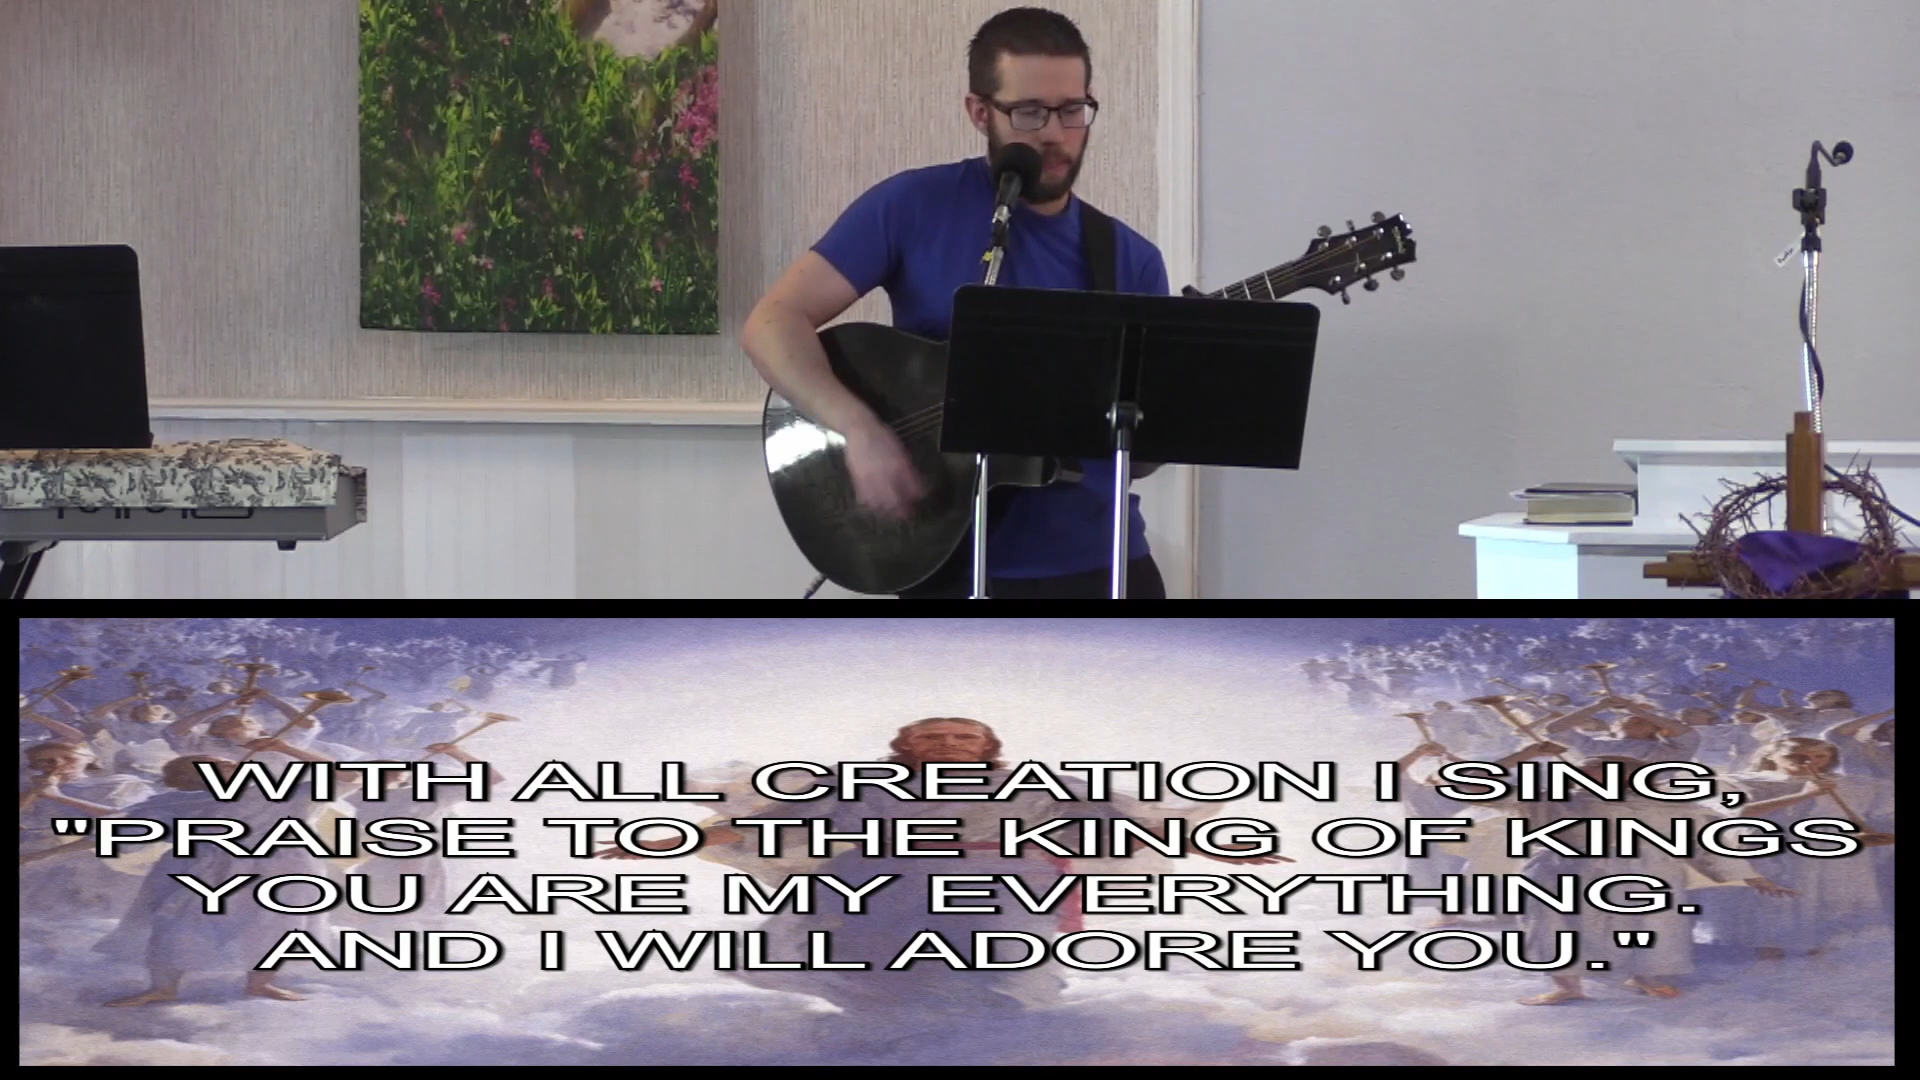 WITH ALL CREATION I SING,
"PRAISE TO THE KING OF KINGS
YOU ARE MY EVERYTHING.
AND I WILL ADORE YOU."